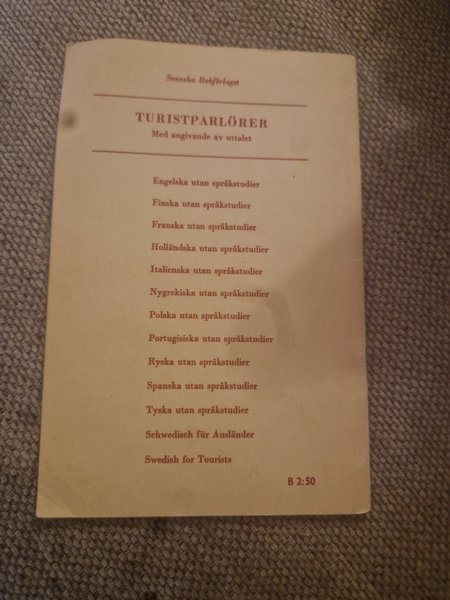 Svenska Bokförlaget
TURISTPARLÖRER
Med angivande av uttalet
Engelska utan språkstudier
Finska utan språkstudier
Franska utan språkstudier
Holländska utan språkstudier
Italienska utan språkstudier
Nygrekiska utan språkstudier
Polska utan språkstudier
Portugisiska utan språkstudier
Ryska utan språkstudier
Spanska utan språkstudier
Tyska utan språkstudier
Schwedisch für Ausländer
Swedish for Tourists
B 2:50